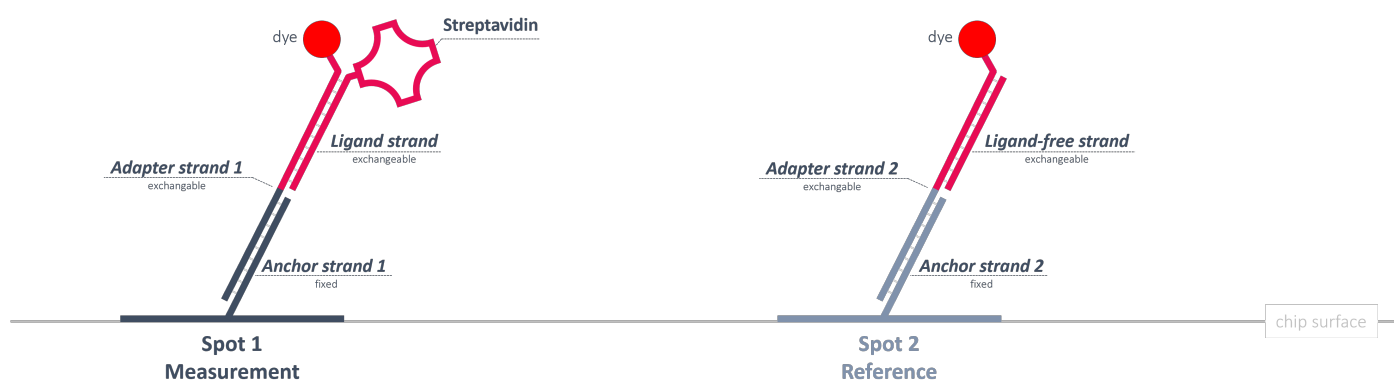 dye
Streptavidin
Ligand strand
exchangeable
Adapter strand 1
exchangable
Anchor strand 1
fixed
Spot 1
Measurement
dye
Ligand-free strand
exchangeable
Adapter strand 2
exchangable
Anchor strand 2
fixed
Spot 2
Reference
chip surface